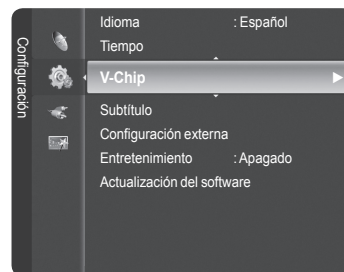 Configuración
Idioma : Español
Tiempo
V-Chip
Subtítulo
Configuración externa
Entretenimiento : Apagado
Actualización del software